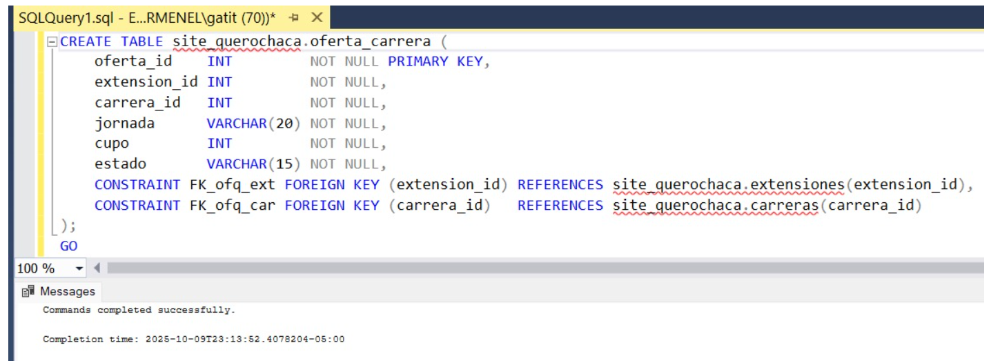 SQLQuery1.sql - E...RMENEL\gatit (70))*
CREATE TABLE site_querochaca.oferta_carrera (
oferta_id INT NOT NULL PRIMARY KEY,
extension_id INT NOT NULL,
carrera_id INT NOT NULL,
jornada VARCHAR(20) NOT NULL,
cupo INT NOT NULL,
estado VARCHAR(15) NOT NULL,
CONSTRAINT FK_ofq_ext FOREIGN KEY (extension_id) REFERENCES site_querochaca.extensiones(extension_id),
CONSTRAINT FK_ofq_car FOREIGN KEY (carrera_id) REFERENCES site_querochaca.carreras(carrera_id)
);
GO
100 %
Messages
Commands completed successfully.
Completion time: 2025-10-09T23:13:52.4078204-05:00